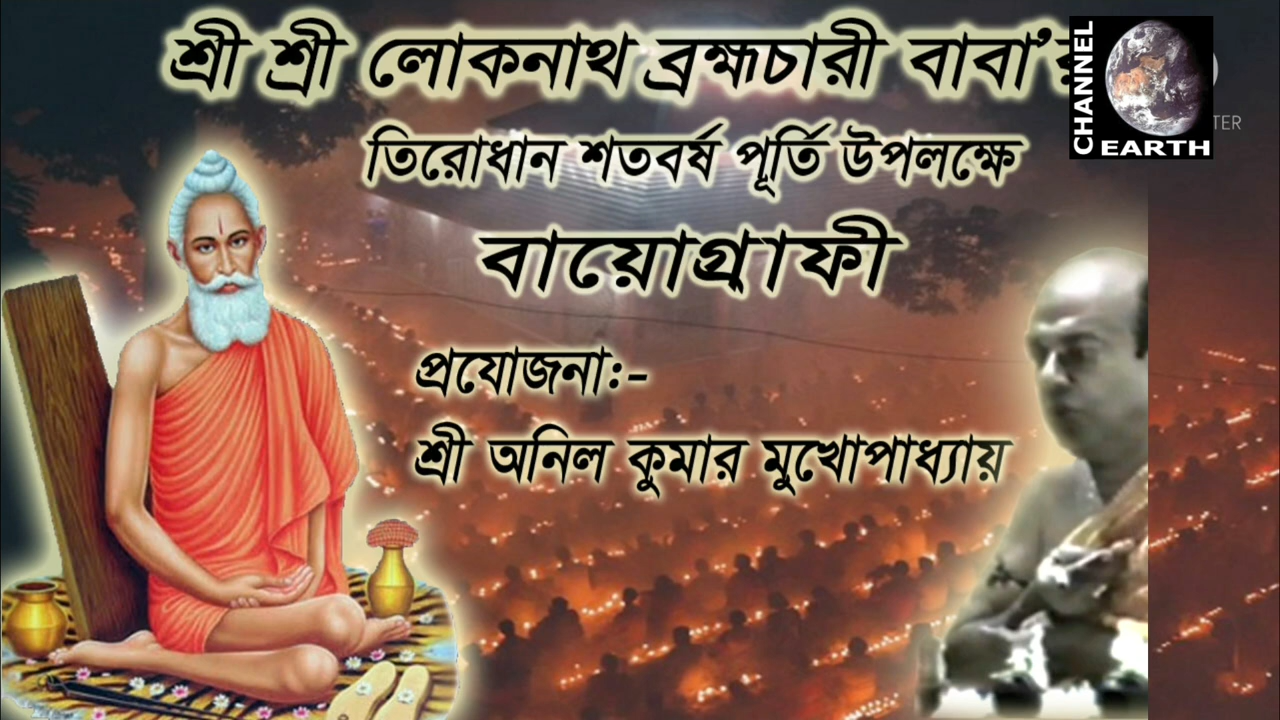 শ্রী শ্রী লোকনাথ ব্রহ্মচারী বাবা'র
তিরোধান শতবর্ষ পূর্তি উপলক্ষে
বায়োগ্রাফী
প্রযোজনা:-
শ্রী অনিল কুমার মুখোপাধ্যায়
CHANNEL
EARTH